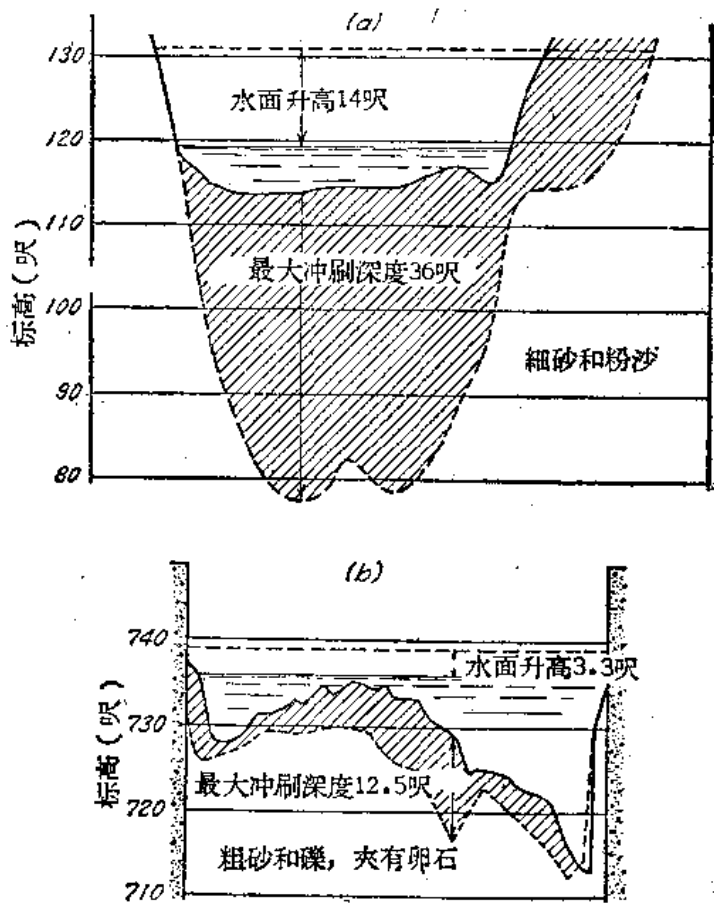 (a)
130
水面升高14呎
120
110
最大冲刷深度36呎
标高(呎)
100
細砂和粉沙
90
80
(b)
740
水面升高3.3呎
730
标高(呎)
最大冲刷深度12.5呎
720
粗砂和礫，夹有卵石
710